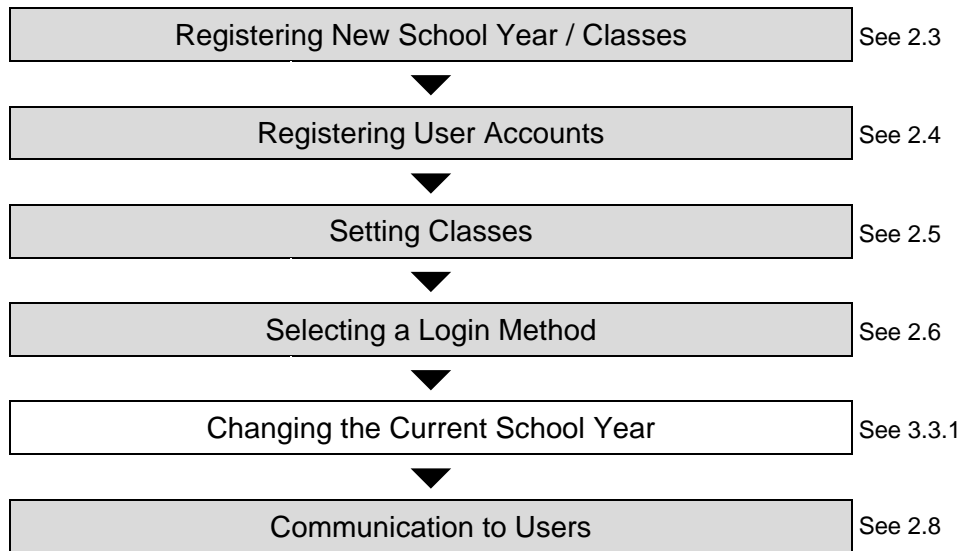 Registering New School Year / Classes See 2.3
Registering User Accounts See 2.4
Setting Classes See 2.5
Selecting a Login Method See 2.6
Changing the Current School Year See 3.3.1
Communication to Users See 2.8